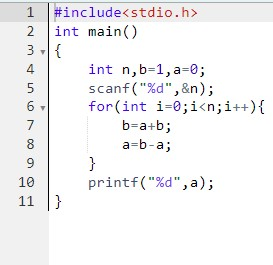 1 #include<stdio.h>
2 int main()
3 {
4     int n,b=1,a=0;
5     scanf("%d",&n);
6     for(int i=0;i<n;i++){
7         b=a+b;
8         a=b-a;
9     }
10     printf("%d",a);
11 }